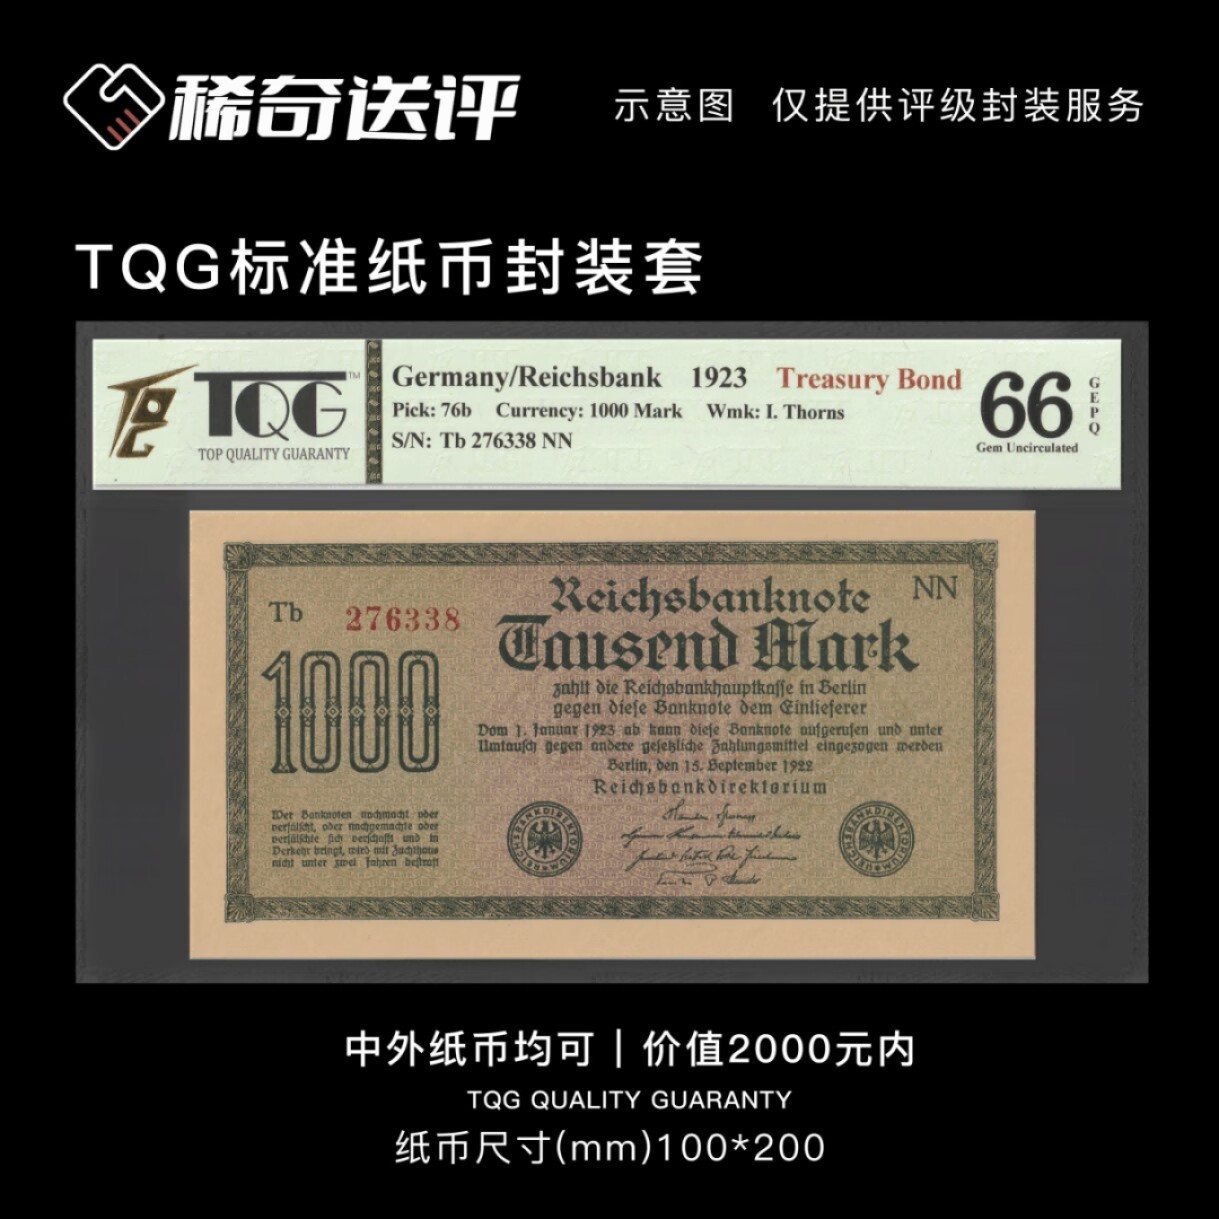 稀奇送评
示意图 仅提供评级封装服务
TQG标准纸币封装套
TQG™
TOP QUALITY GUARANTY
Germany/Reichsbank 1923 Treasury Bond
Pick: 76b Currency: 1000 Mark Wmk: I. Thorns
S/N: Tb 276338 NN
66
GEPQ
Gem Uncirculated
Reichsbanknote
NN
Tb 276338
Tausend Mark
1000
zahlt die Reichsbankhauptkasse in Berlin
gegen diese Banknote dem Einlieferer
Vom 1. Januar 1923 ab kann diese Banknote aufgerufen und unter
Umtausch gegen andere gesetzliche Zahlungsmittel eingezogen werden
Berlin, den 15. September 1922
Reichsbankdirektorium
Wer Banknoten nachmacht oder
verfälscht, oder nachgemachte oder
verfälschte sich verschafft und in
Verkehr bringt, wird mit Zuchthaus
nicht unter zwei Jahren bestraft
REICHSBANKDIREKTORIUM
REICHSBANKDIREKTORIUM
中外纸币均可｜价值2000元内
TQG QUALITY GUARANTY
纸币尺寸(mm)100*200